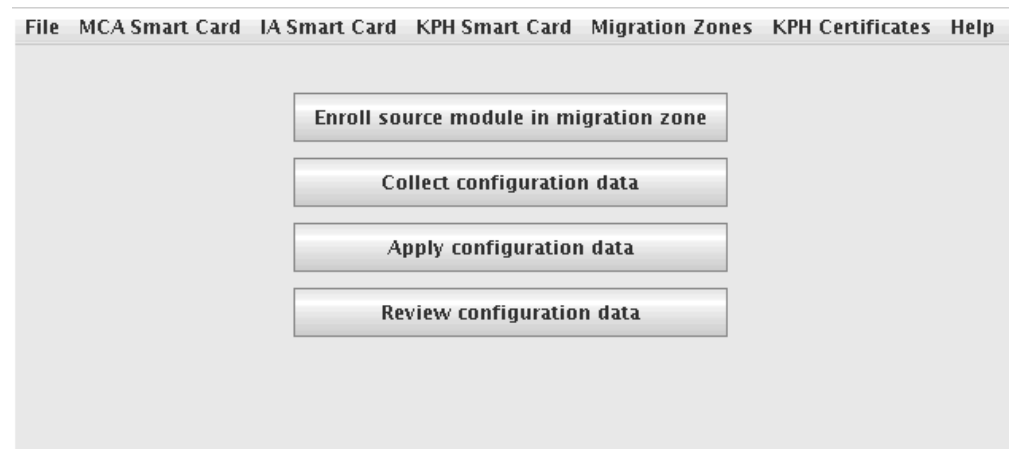 File MCA Smart Card IA Smart Card KPH Smart Card Migration Zones KPH Certificates Help
Enroll source module in migration zone
Collect configuration data
Apply configuration data
Review configuration data